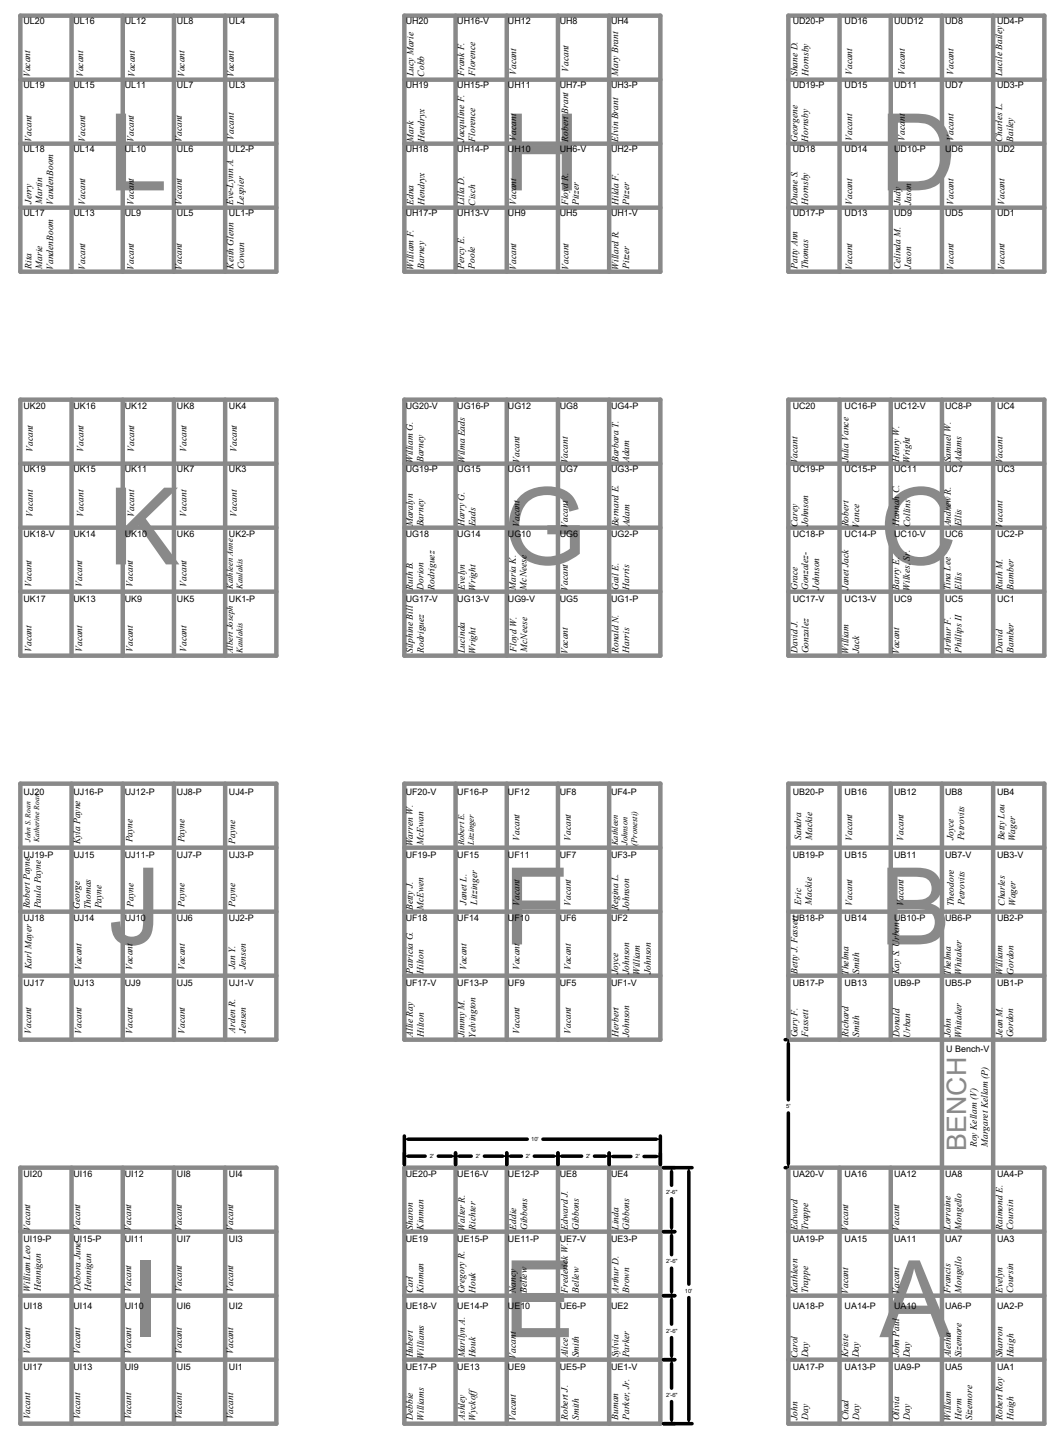 UL20
Vacant
UL16
Vacant
UL12
Vacant
UL8
Vacant
UL4
Vacant
UL19
Vacant
UL15
Vacant
UL11
Vacant
UL7
Vacant
UL3
Vacant
UL18
Jerry
Martin
VandenBoom
UL14
Vacant
UL10
Vacant
UL6
Vacant
UL2-P
Eve-Lynn A.
Lespier
UL17
Rita
Marie
VandenBoom
UL13
Vacant
UL9
Vacant
UL5
Vacant
UL1-P
Keith Glenn
Cowan
L
UH20
Lucy Marie
Cobb
UH16-V
Frank F.
Florence
UH12
Vacant
UH8
Vacant
UH4
Mary Brant
UH19
Mark
Hendryx
UH15-P
Jacquline F.
Florence
UH11
Vacant
UH7-P
Robert Brant
UH3-P
Elvin Brant
UH18
Edna
Hendryx
UH14-P
Lila D.
Cisch
UH10
Vacant
UH6-V
Floyd R.
Pitzer
UH2-P
Hilda F.
Pitzer
UH17-P
William F.
Barney
UH13-V
Percy E.
Poole
UH9
Vacant
UH5
Vacant
UH1-V
Willard R.
Pitzer
H
UD20-P
Shane D.
Hornsby
UD16
Vacant
UUD12
Vacant
UD8
Vacant
UD4-P
Lucile Bailey
UD19-P
Georgene
Hornsby
UD15
Vacant
UD11
Vacant
UD7
Vacant
UD3-P
Charles L.
Bailey
UD18
Duane S.
Hornsby
UD14
Vacant
UD10-P
Judy
Jason
UD6
Vacant
UD2
Vacant
UD17-P
Patty Ann
Thomas
UD13
Vacant
UD9
Celinda M.
Jason
UD5
Vacant
UD1
Vacant
D
UK20
Vacant
UK16
Vacant
UK12
Vacant
UK8
Vacant
UK4
Vacant
UK19
Vacant
UK15
Vacant
UK11
Vacant
UK7
Vacant
UK3
Vacant
UK18-V
Vacant
UK14
Vacant
UK10
Vacant
UK6
Vacant
UK2-P
Kathleen Anne
Kaulakis
UK17
Vacant
UK13
Vacant
UK9
Vacant
UK5
Vacant
UK1-P
Albert Joseph
Kaulakis
K
UG20-V
William G.
Barney
UG16-P
Wilma Eads
UG12
Vacant
UG8
Vacant
UG4-P
Barbara T.
Adam
UG19-P
Maralyn
Barney
UG15
Harry G.
Eads
UG11
Vacant
UG7
Vacant
UG3-P
Bernard E.
Adam
UG18
Ruth B.
Dorion
Rodriguez
UG14
Evelyn
Wright
UG10
Maria K.
McNeese
UG6
Vacant
UG2-P
Gail E.
Harris
UG17-V
Stiphine Bill
Rodriguez
UG13-V
Lucinda
Wright
UG9-V
Floyd W.
McNeese
UG5
Vacant
UG1-P
Ronald N.
Harris
G
UC20
Vacant
UC16-P
Julia Vance
UC12-V
Henry W.
Wright
UC8-P
Samuel W.
Adams
UC4
Vacant
UC19-P
Carey
Johnson
UC15-P
Robert
Vance
UC11
Hannah C.
Collins
UC7
Andrew R.
Ellis
UC3
Vacant
UC18-P
Grace
Gonzalez-
Johnson
UC14-P
Janet Jack
UC10-V
Barry E.
Wilkes Sr.
UC6
Tina Lee
Ellis
UC2-P
Ruth M.
Bamber
UC17-V
David J.
Gonzalez
UC13-V
William
Jack
UC9
Vacant
UC5
Arthur F.
Phillips II
UC1
David
Bamber
C
UJ20
John S. Roan
Katherine Roan
UJ16-P
Kyla Payne
UJ12-P
Payne
UJ8-P
Payne
UJ4-P
Payne
UJ19-P
Robert Payne
Paula Payne
UJ15
George
Thomas
Payne
UJ11-P
Payne
UJ7-P
Payne
UJ3-P
Payne
UJ18
Karl Mayer
UJ14
Vacant
UJ10
Vacant
UJ6
Vacant
UJ2-P
Jan Y.
Jensen
UJ17
Vacant
UJ13
Vacant
UJ9
Vacant
UJ5
Vacant
UJ1-V
Arden R.
Jensen
J
UF20-V
Warren W.
McEwan
UF16-P
Robert E.
Litzinger
UF12
Vacant
UF8
Vacant
UF4-P
Kathleen
Johnson
(Pronesti)
UF19-P
Betty J.
McEwen
UF15
Janet L.
Litzinger
UF11
Vacant
UF7
Vacant
UF3-P
Regina L.
Johnson
UF18
Patricia G.
Hilton
UF14
Vacant
UF10
Vacant
UF6
Vacant
UF2
Joyce
Johnson
William
Johnson
UF17-V
Allie Ray
Hilton
UF13-P
Jimmy M.
Yelvington
UF9
Vacant
UF5
Vacant
UF1-V
Herbert
Johnson
F
UB20-P
Sandra
Mackie
UB16
Vacant
UB12
Vacant
UB8
Joyce
Petrovits
UB4
Betty Lou
Wager
UB19-P
Eric
Mackie
UB15
Vacant
UB11
Vacant
UB7-V
Theodore
Petrovits
UB3-V
Charles
Wager
UB18-P
Betty J. Fassett
UB14
Thelma
Smith
UB10-P
Kay S. Urban
UB6-P
Thelma
Whitaker
UB2-P
William
Gordon
UB17-P
Gary F.
Fassett
UB13
Richard
Smith
UB9-P
Donald
Urban
UB5-P
John
Whitaker
UB1-P
Jean M.
Gordon
B
U Bench-V
BENCH
Roy Kellam (V)
Margaret Kellam (P)
5'
UI20
Vacant
UI16
Vacant
UI12
Vacant
UI8
Vacant
UI4
Vacant
UI19-P
William Leo
Hennigan
UI15-P
Debora June
Hennigan
UI11
Vacant
UI7
Vacant
UI3
Vacant
UI18
Vacant
UI14
Vacant
UI10
Vacant
UI6
Vacant
UI2
Vacant
UI17
Vacant
UI13
Vacant
UI9
Vacant
UI5
Vacant
UI1
Vacant
I
10'
2' 2' 2' 2' 2'
UE20-P
Sharon
Kinman
UE16-V
Walter R.
Richter
UE12-P
Eddie
Gibbons
UE8
Edward J.
Gibbons
UE4
Linda
Gibbons
2'-6"
UE19
Carl
Kinman
UE15-P
Gregory R.
Houk
UE11-P
Nancy
Bellew
UE7-V
Frederick W.
Bellew
UE3-P
Arthur D.
Brown
2'-6"
10'
UE18-V
Hubert
Williams
UE14-P
Marilyn A.
Houk
UE10
Vacant
UE6-P
Alice
Smith
UE2
Sylvia
Parker
2'-6"
UE17-P
Debbie
Williams
UE13
Ashley
Wyckoff
UE9
Vacant
UE5-P
Robert J.
Smith
UE1-V
Buman
Parker, Jr.
2'-6"
E
UA20-V
Edward
Trappe
UA16
Vacant
UA12
Vacant
UA8
Lorraine
Mongello
UA4-P
Raimond E.
Coursin
UA19-P
Kathleen
Trappe
UA15
Vacant
UA11
Vacant
UA7
Francis
Mongello
UA3
Evelyn
Coursin
UA18-P
Carol
Day
UA14-P
Kriste
Day
UA10
John Paul
Day
UA6-P
Aletha
Sizemore
UA2-P
Sharron
Haigh
UA17-P
John
Day
UA13-P
Chad
Day
UA9-P
Olivia
Day
UA5
William
Herm
Sizemore
UA1
Robert Roy
Haigh
A